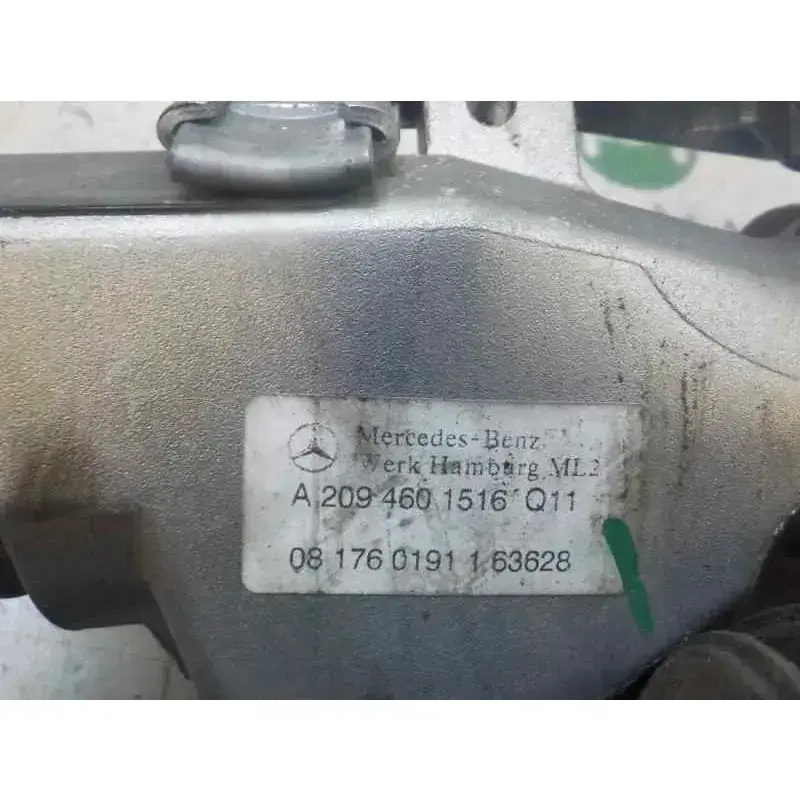 Mercedes-Benz
Werk Hamburg ML2
A 209 460 1516 Q11
08 176 0191 1 63628